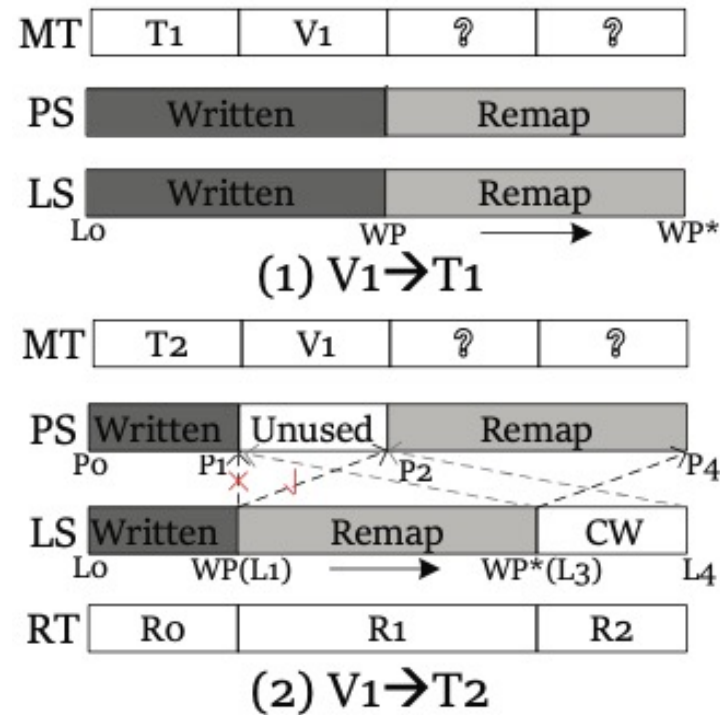 MT T1 V1 ? ?
PS Written Remap
LS Written Remap
L0 WP WP*
(1) V1→T1
MT T2 V1 ? ?
PS Written Unused Remap
P0 P1 P2 P4
LS Written Remap CW
L0 WP(L1) WP*(L3) L4
RT R0 R1 R2
(2) V1→T2